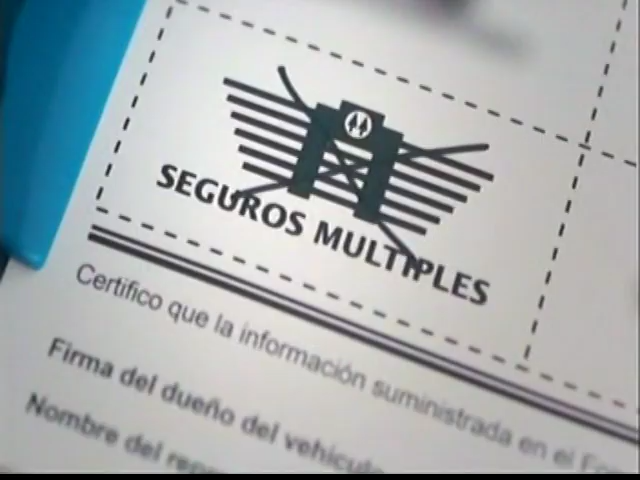 SEGUROS MULTIPLES
Certifico que la información suministrada en el
Firma del dueño del vehículo
Nombre del